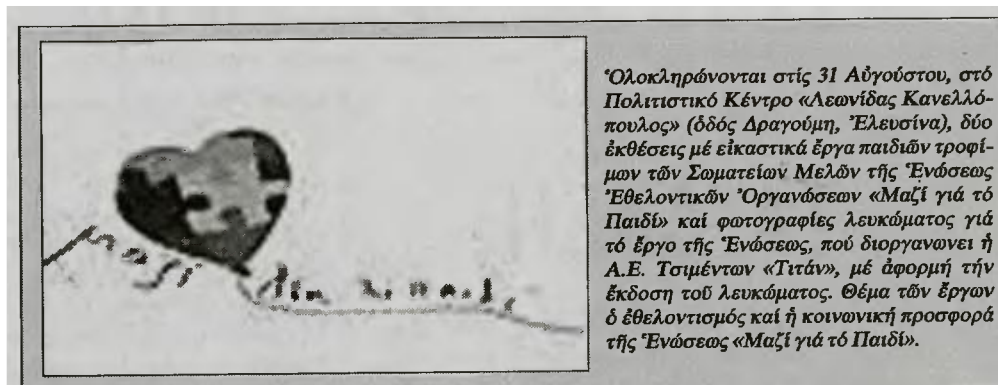 Ὁλοκληρώνονται στίς 31 Αὐγούστου, στό
Πολιτιστικό Κέντρο «Λεωνίδας Κανελλό-
πουλος» (ὁδός Δραγούμη, Ἐλευσίνα), δύο
ἐκθέσεις μέ εἰκαστικά ἔργα παιδιῶν τροφί-
μων τῶν Σωματείων Μελῶν τῆς Ἑνώσεως
Ἐθελοντικῶν Ὀργανώσεων «Μαζί γιά τό
Παιδί» καί φωτογραφίες λευκώματος γιά
τό ἔργο τῆς Ἑνώσεως, πού διοργανωνει ἡ
Α.Ε. Τσιμέντων «Τιτάν», μέ ἀφορμή τήν
ἔκδοση τοῦ λευκώματος. Θέμα τῶν ἔργων
ὁ ἐθελοντισμός καί ἡ κοινωνική προσφορά
τῆς Ἑνώσεως «Μαζί γιά τό Παιδί».